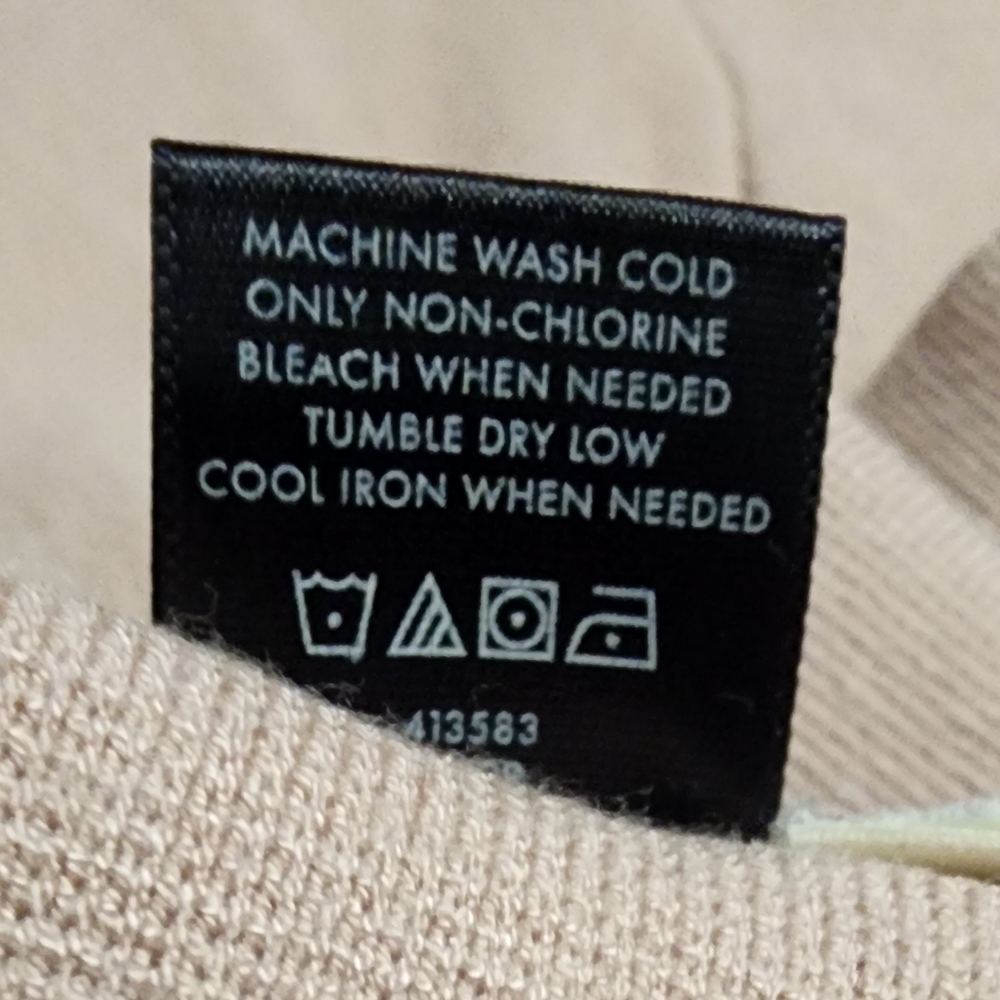 MACHINE WASH COLD
ONLY NON-CHLORINE
BLEACH WHEN NEEDED
TUMBLE DRY LOW
COOL IRON WHEN NEEDED
413583